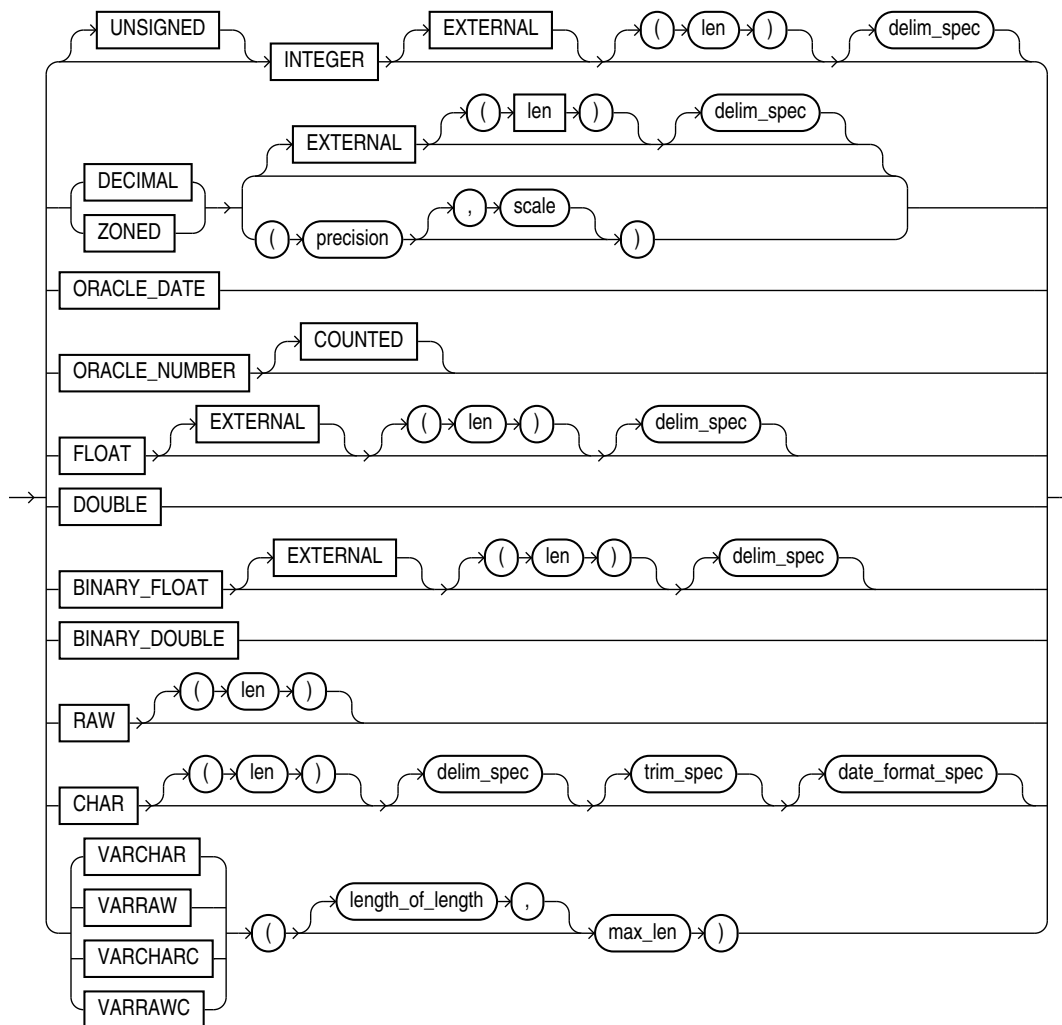 UNSIGNED EXTERNAL ( len ) delim_spec
INTEGER
( len ) delim_spec
EXTERNAL
DECIMAL
, scale
ZONED ( precision )
ORACLE_DATE
COUNTED
ORACLE_NUMBER
EXTERNAL ( len ) delim_spec
FLOAT
DOUBLE
EXTERNAL ( len ) delim_spec
BINARY_FLOAT
BINARY_DOUBLE
( len )
RAW
( len ) delim_spec trim_spec date_format_spec
CHAR
VARCHAR
length_of_length ,
VARRAW
( max_len )
VARCHARC
VARRAWC